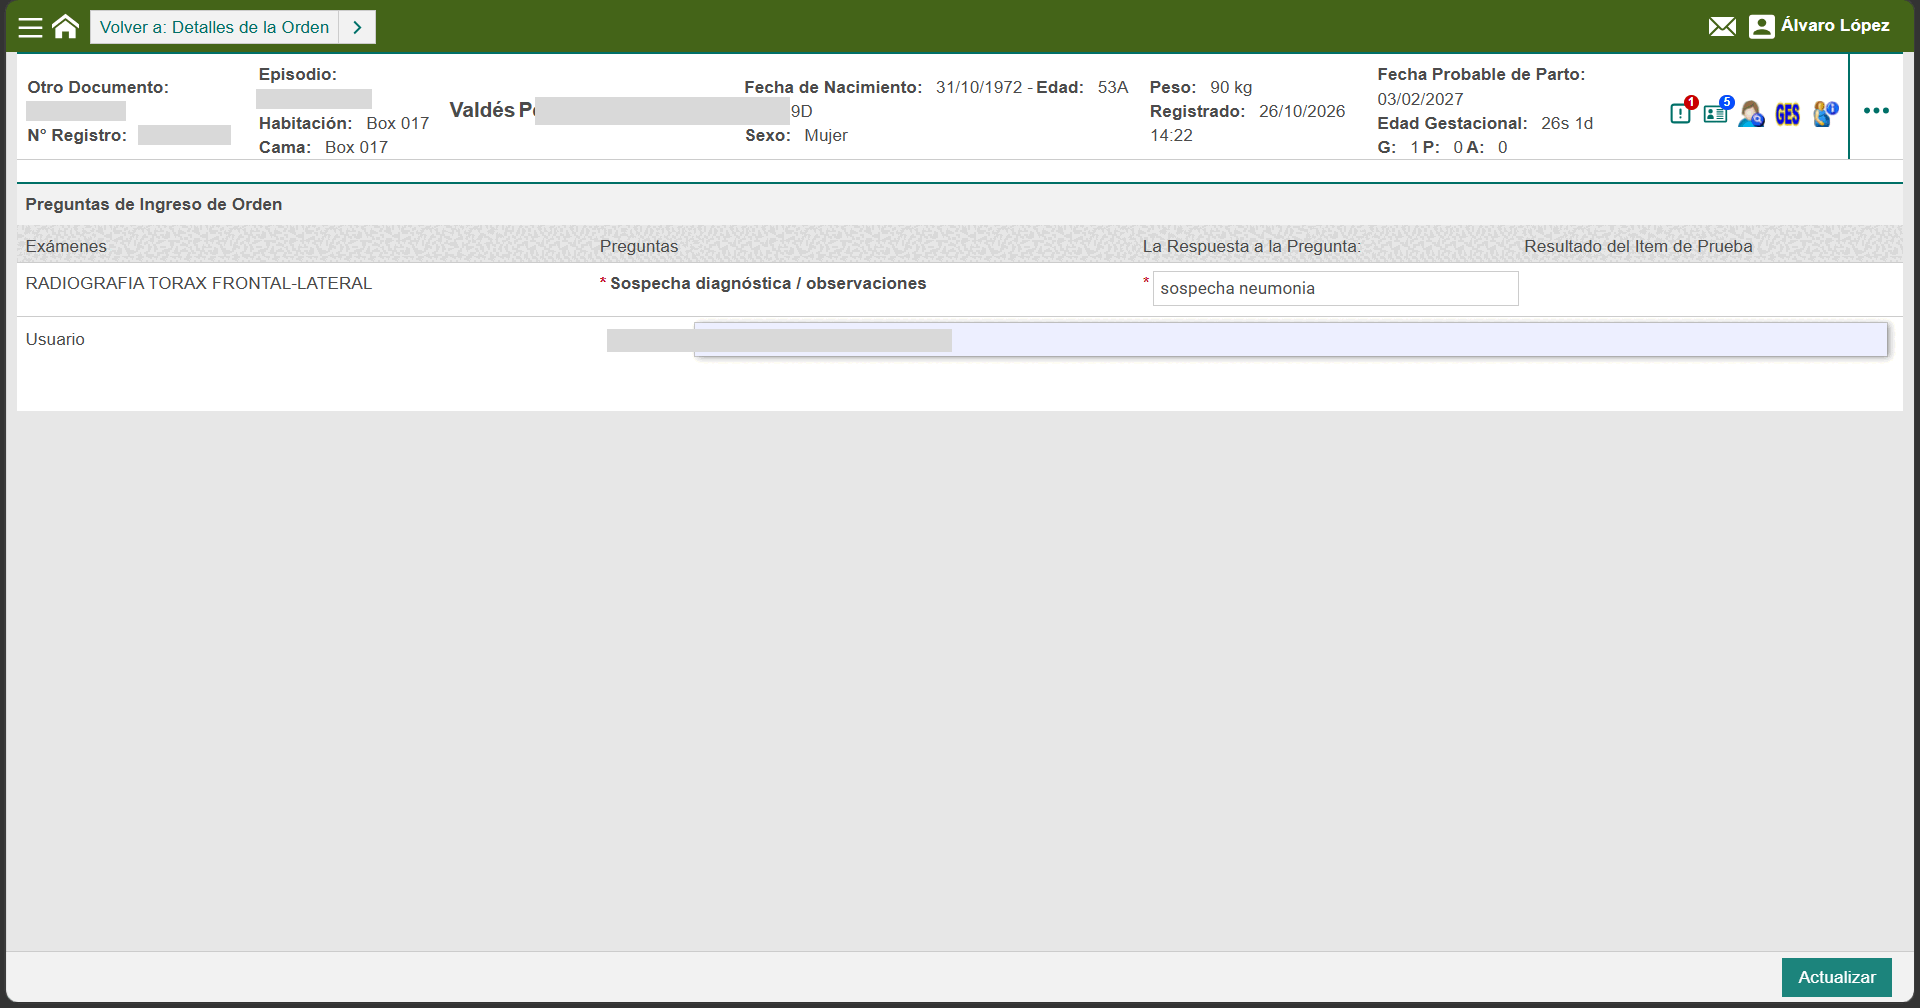 Volver a: Detalles de la Orden
Álvaro López
Otro Documento:
N° Registro:
Episodio:
Habitación: Box 017
Cama: Box 017
Valdés
9D
Fecha de Nacimiento: 31/10/1972 - Edad: 53A
Sexo: Mujer
Peso: 90 kg
Registrado: 26/10/2026
14:22
Fecha Probable de Parto:
03/02/2027
Edad Gestacional: 26s 1d
G: 1 P: 0 A: 0
1
5
GES
Preguntas de Ingreso de Orden
Exámenes Preguntas La Respuesta a la Pregunta: Resultado del Item de Prueba
RADIOGRAFIA TORAX FRONTAL-LATERAL * Sospecha diagnóstica / observaciones * sospecha neumonia
Usuario
Actualizar